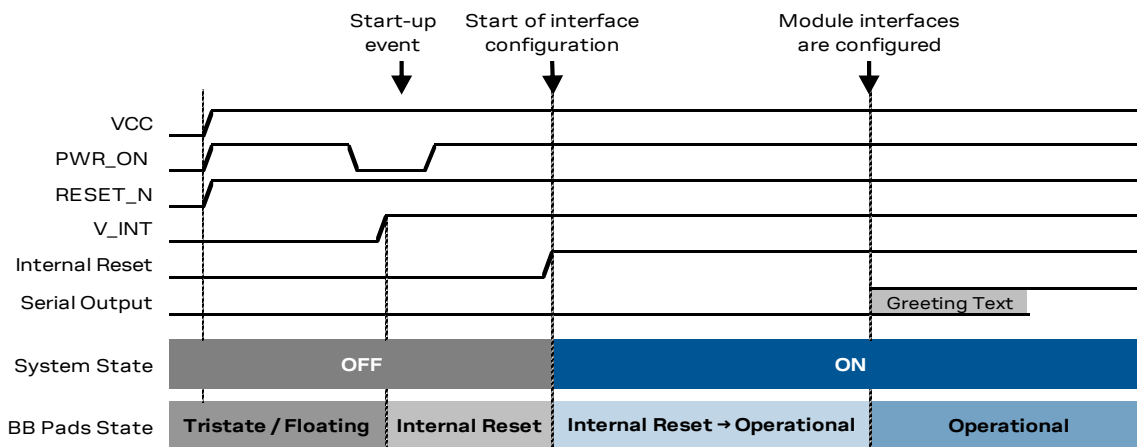 Start-up
event
Start of interface
configuration
Module interfaces
are configured
VCC
PWR_ON
RESET_N
V_INT
Internal Reset
Serial Output
Greeting Text
System State
OFF
ON
BB Pads State
Tristate / Floating
Internal Reset
Internal Reset → Operational
Operational